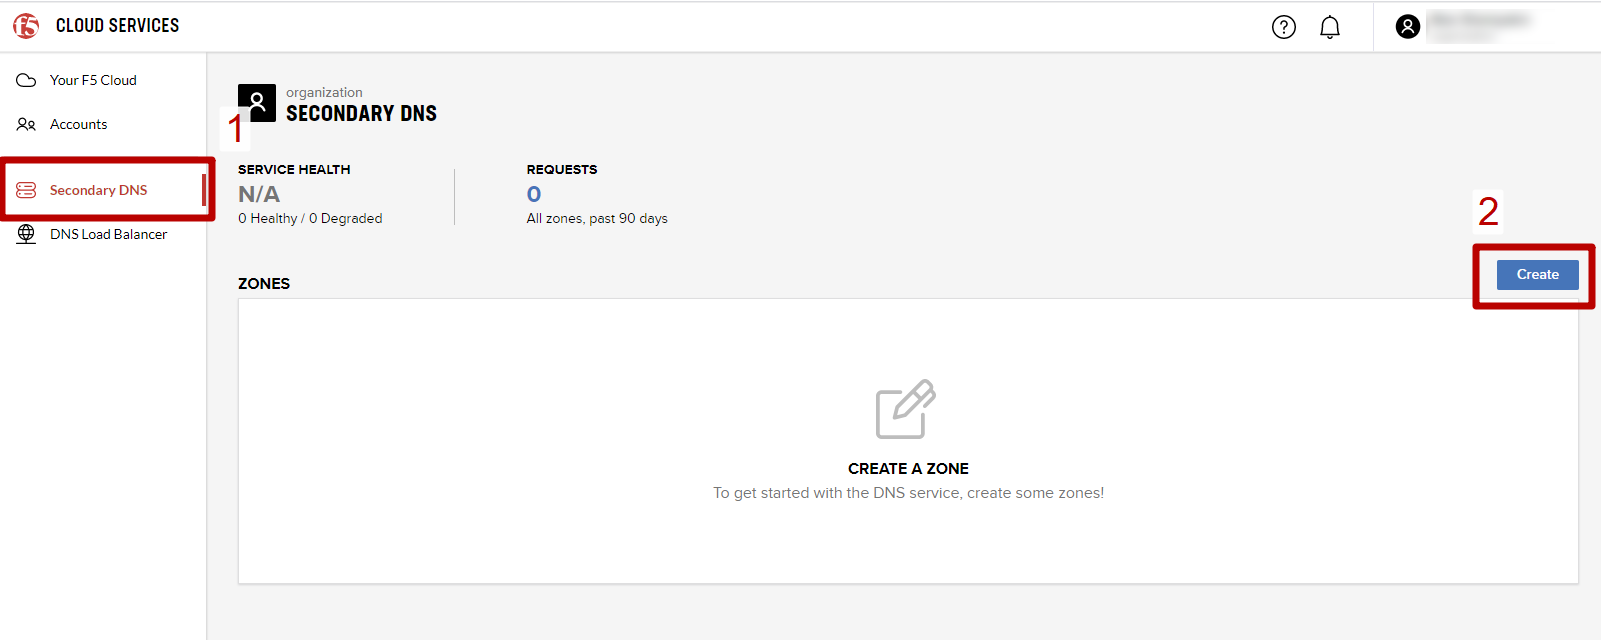 f5 CLOUD SERVICES
Your F5 Cloud
Accounts
Secondary DNS
DNS Load Balancer
1
organization
SECONDARY DNS
SERVICE HEALTH
N/A
0 Healthy / 0 Degraded
REQUESTS
0
All zones, past 90 days
2
ZONES
Create
CREATE A ZONE
To get started with the DNS service, create some zones!